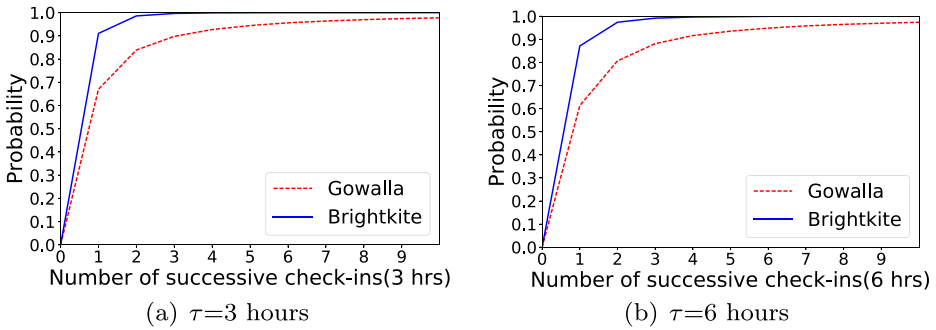 1.0
0.9
0.8
0.7
0.6
0.5
0.4
0.3
0.2
0.1
0.0
Probability
0 1 2 3 4 5 6 7 8 9
Number of successive check-ins(3 hrs)
Gowalla
Brightkite
(a) τ=3 hours
1.0
0.9
0.8
0.7
0.6
0.5
0.4
0.3
0.2
0.1
0.0
Probability
0 1 2 3 4 5 6 7 8 9
Number of successive check-ins(6 hrs)
Gowalla
Brightkite
(b) τ=6 hours